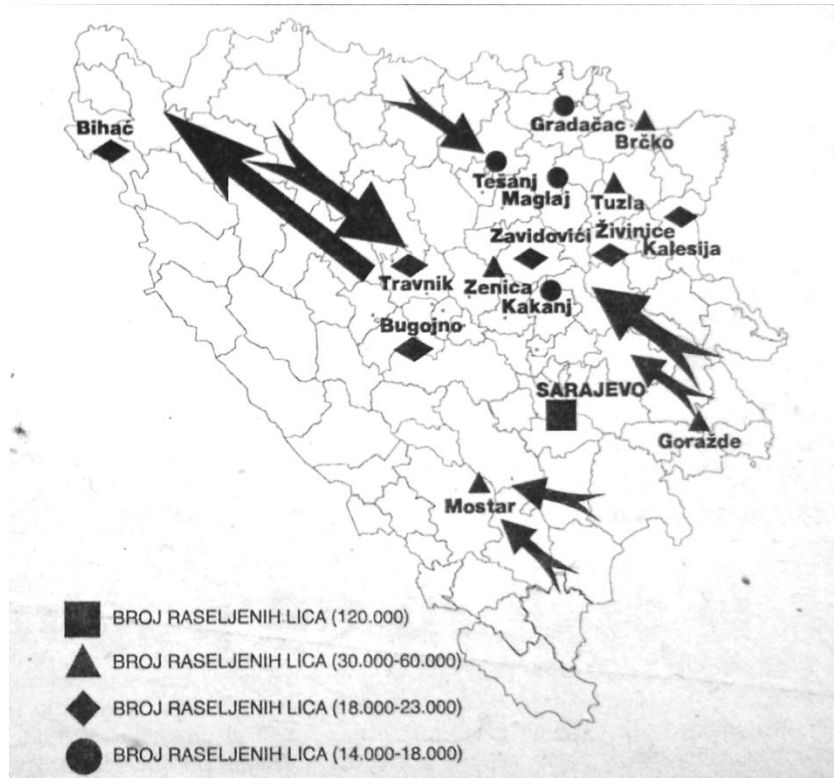 Bihać
Gradačac
Brčko
Tešanj
Maglaj
Tuzla
Zavidovići
Živinice
Kalesija
Travnik
Zenica
Kakanj
Bugojno
SARAJEVO
Goražde
Mostar
BROJ RASELJENIH LICA (120.000)
BROJ RASELJENIH LICA (30.000-60.000)
BROJ RASELJENIH LICA (18.000-23.000)
BROJ RASELJENIH LICA (14.000-18.000)